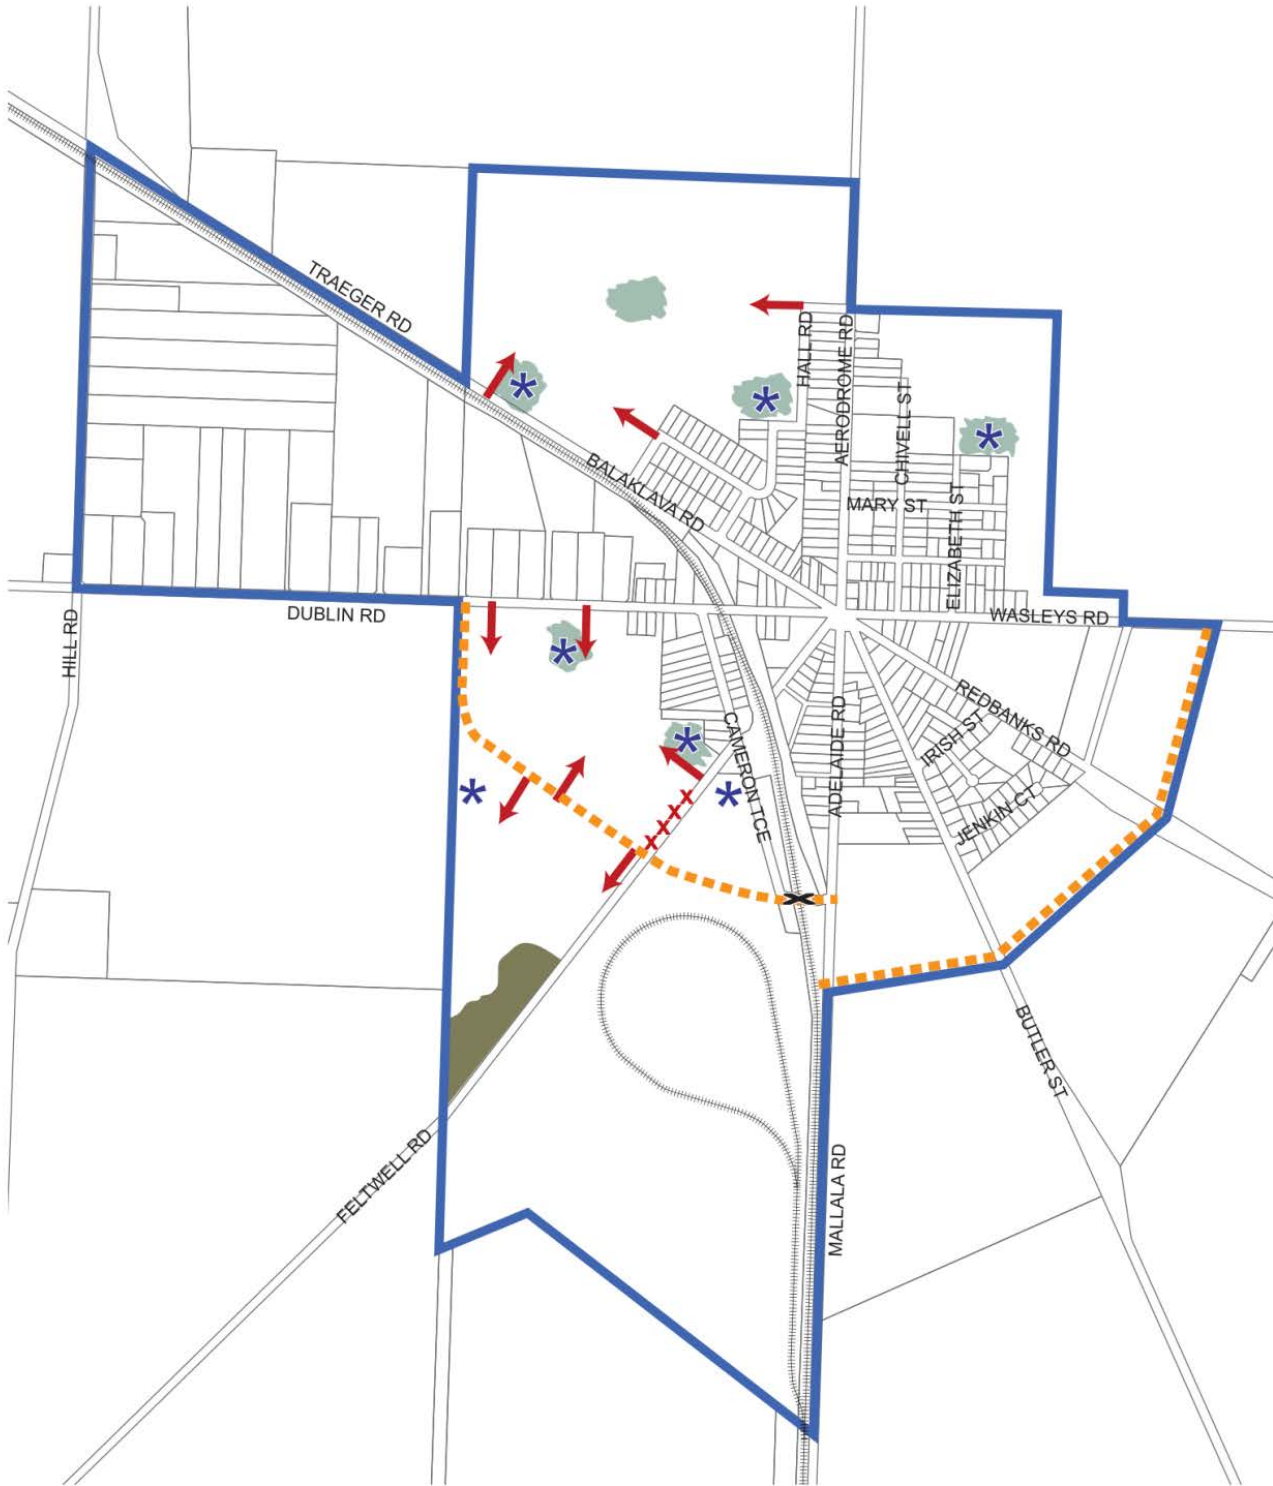 TRAEGER RD
HALL RD
AERODROME RD
CHIVELL ST
BALAKLAVA RD
MARY ST
ELIZABETH ST
DUBLIN RD
WASLEYS RD
HILL RD
REDBANKS RD
IRISH ST
CAMERON TCE
ADELAIDE RD
JENKIN CT
x
x
x
x
BUTLER ST
FELTWELL RD
MALLALA RD